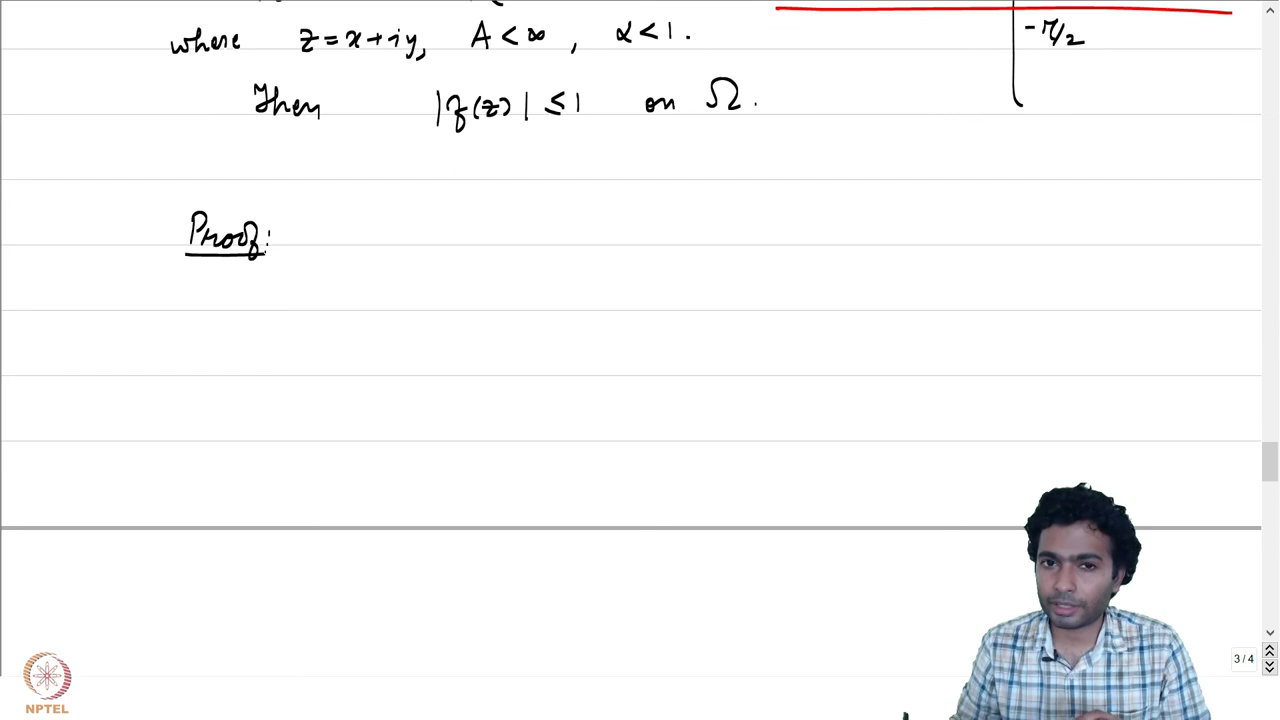 where z = x + iy, A < ∞, α < 1.
-π/2
Then |f(z)| ≤ 1 on Ω.
Proof:
3 / 4
NPTEL